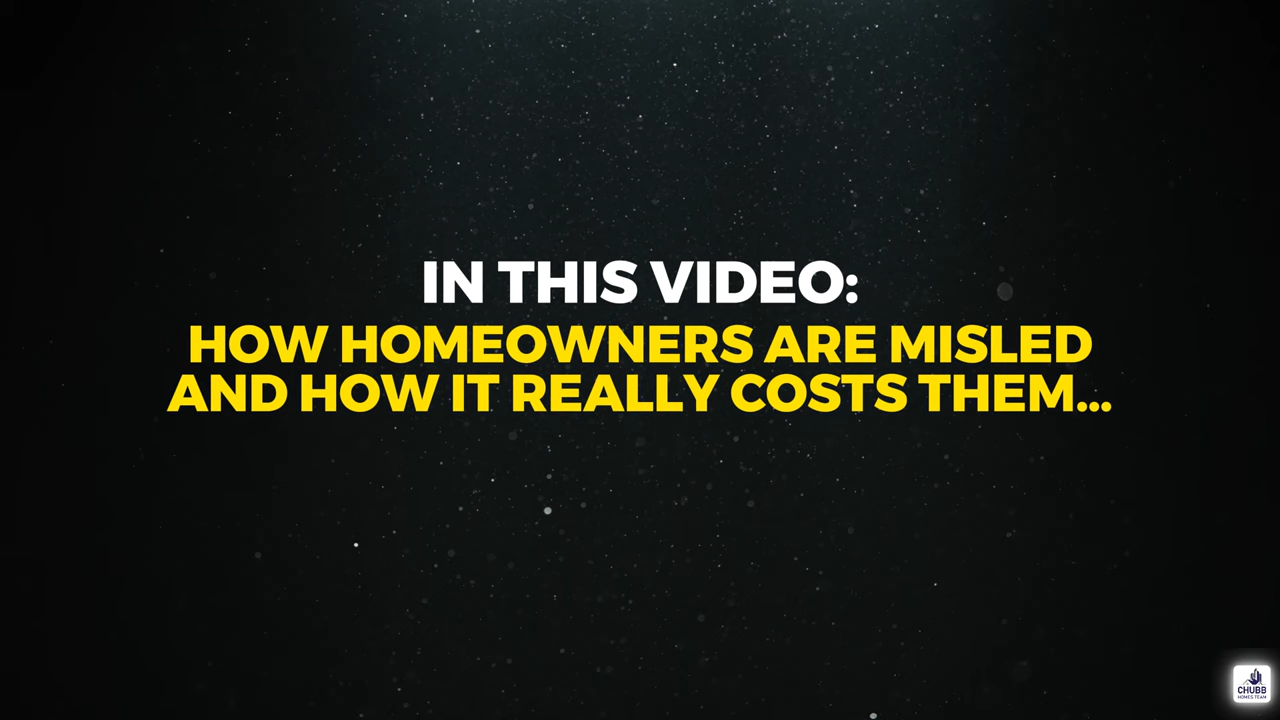 IN THIS VIDEO:
HOW HOMEOWNERS ARE MISLED
AND HOW IT REALLY COSTS THEM...
CHUBB
HOMES TEAM